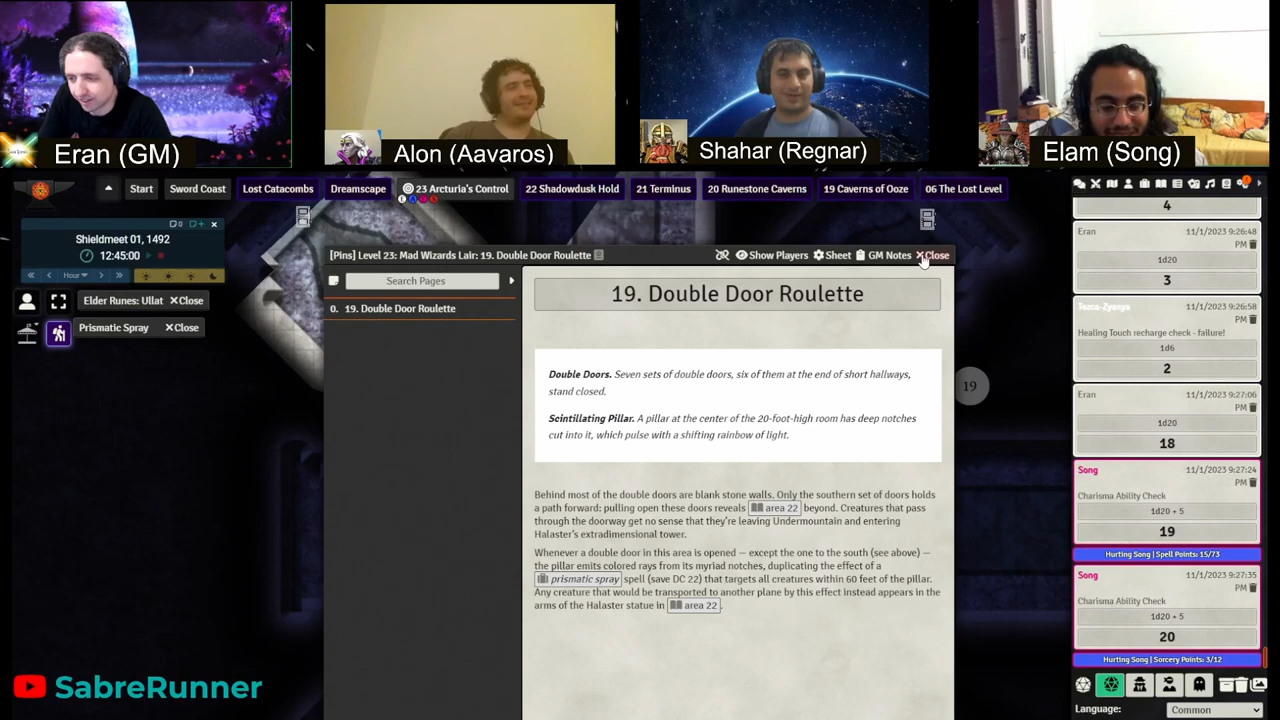 Eran (GM)
Alon (Aavaros)
Shahar (Regnar)
Elam (Song)
Start
Sword Coast
Lost Catacombs
Dreamscape
23 Arcturia's Control
22 Shadowdusk Hold
21 Terminus
20 Runestone Caverns
19 Caverns of Ooze
06 The Lost Level
Shieldmeet 01, 1492
12:45:00
Hour
Elder Runes: Ullat
Close
Prismatic Spray
Close
[Pins] Level 23: Mad Wizards Lair: 19. Double Door Roulette
Show Players
Sheet
GM Notes
Close
Search Pages
0. 19. Double Door Roulette
19. Double Door Roulette
Double Doors. Seven sets of double doors, six of them at the end of short hallways,
stand closed.
Scintillating Pillar. A pillar at the center of the 20-foot-high room has deep notches
cut into it, which pulse with a shifting rainbow of light.
Behind most of the double doors are blank stone walls. Only the southern set of doors holds
a path forward: pulling open these doors reveals area 22 beyond. Creatures that pass
through the doorway get no sense that they're leaving Undermountain and entering
Halaster's extradimensional tower.
Whenever a double door in this area is opened — except the one to the south (see above) —
the pillar emits colored rays from its myriad notches, duplicating the effect of a
prismatic spray spell (save DC 22) that targets all creatures within 60 feet of the pillar.
Any creature that would be transported to another plane by this effect instead appears in the
arms of the Halaster statue in area 22.
19
4
Eran
11/1/2023 9:26:48
PM
1d20
3
11/1/2023 9:26:58
PM
Healing Touch recharge check - failure!
1d6
2
Eran
11/1/2023 9:27:06
PM
1d20
18
Song
11/1/2023 9:27:24
PM
Charisma Ability Check
1d20 + 5
19
Hurting Song | Spell Points: 15/73
Song
11/1/2023 9:27:35
PM
Charisma Ability Check
1d20 + 5
20
Hurting Song | Sorcery Points: 3/12
Language:
Common
SabreRunner